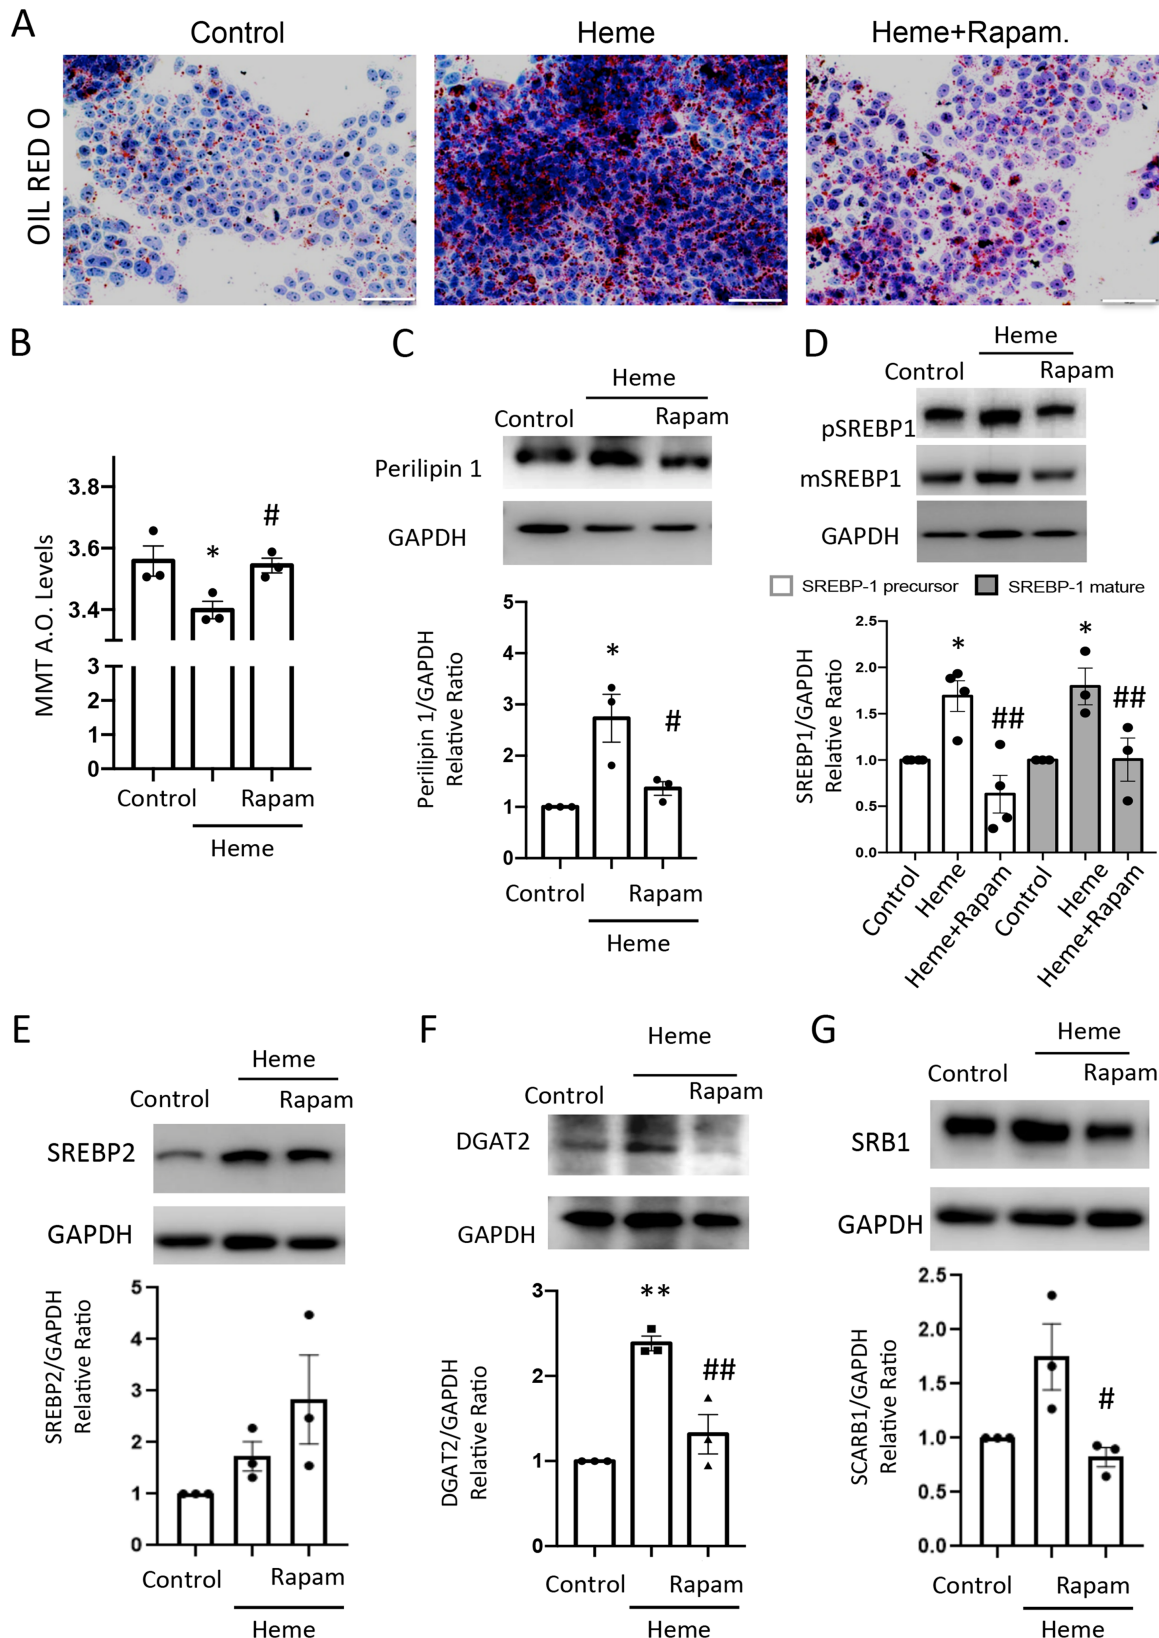 A
Control
Heme
Heme+Rapam.
OIL RED O
B
MMT A.O. Levels
3.8
3.6
3.4
3
2
1
0
*
#
Control
Rapam
Heme
C
Heme
Control
Rapam
Perilipin 1
GAPDH
Perilipin 1/GAPDH
Relative Ratio
5
4
3
2
1
0
*
#
Control
Rapam
Heme
D
Heme
Control
Rapam
pSREBP1
mSREBP1
GAPDH
SREBP-1 precursor
SREBP-1 mature
SREBP1/GAPDH
Relative Ratio
2.5
2.0
1.5
1.0
0.5
0.0
*
##
*
##
Control
Heme
Heme+Rapam
Control
Heme
Heme+Rapam
E
Heme
Control
Rapam
SREBP2
GAPDH
SREBP2/GAPDH
Relative Ratio
5
4
3
2
1
0
Control
Rapam
Heme
F
Heme
Control
Rapam
DGAT2
GAPDH
DGAT2/GAPDH
Relative Ratio
3
2
1
0
**
##
Control
Rapam
Heme
G
Heme
Control
Rapam
SRB1
GAPDH
SCARB1/GAPDH
Relative Ratio
2.5
2.0
1.5
1.0
0.5
0.0
#
Control
Rapam
Heme